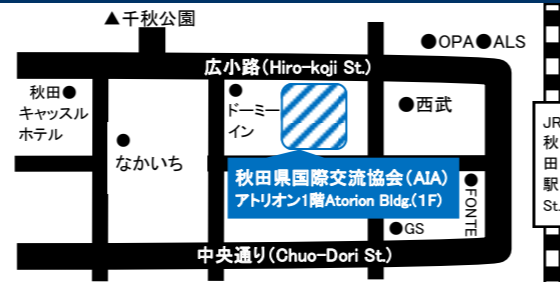 ▲千秋公園
●OPA●ALS
広小路(Hiro-koji St.)
秋田●
キャッスル
ホテル
●
なかいち
●
ドーミー
イン
●西武
JR
秋
田
駅
St.
秋田県国際交流協会(AIA)
アトリオン1階Atorion Bldg.(1F)
●FONTE
●GS
中央通り(Chuo-Dori St.)